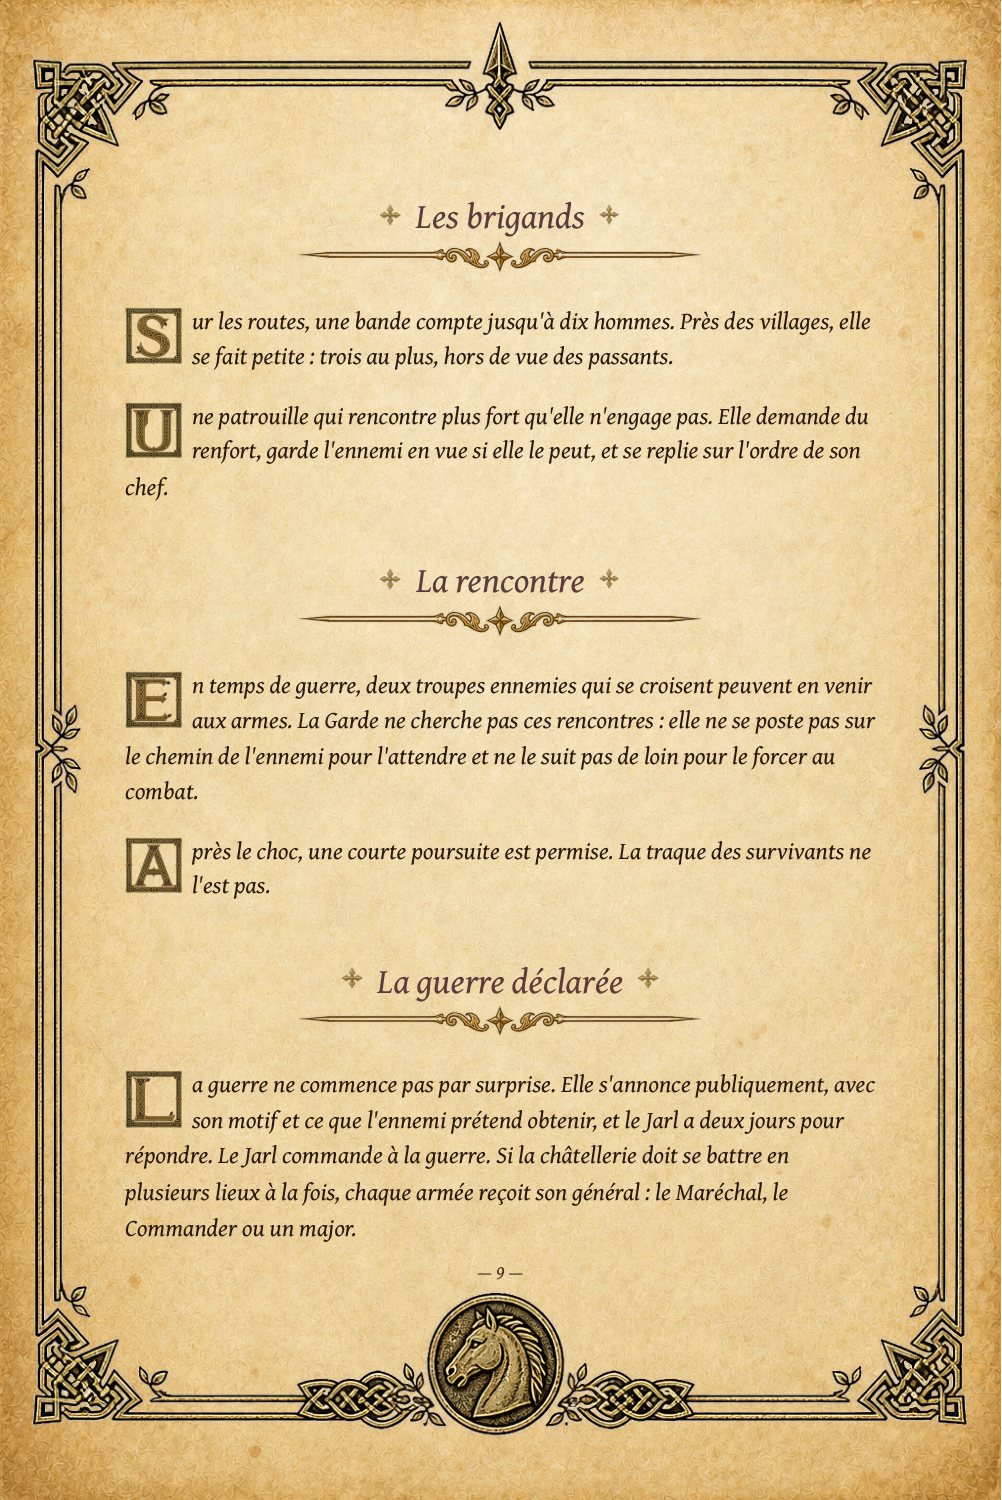 Les brigands
Sur les routes, une bande compte jusqu'à dix hommes. Près des villages, elle
se fait petite : trois au plus, hors de vue des passants.
Une patrouille qui rencontre plus fort qu'elle n'engage pas. Elle demande du
renfort, garde l'ennemi en vue si elle le peut, et se replie sur l'ordre de son
chef.
La rencontre
En temps de guerre, deux troupes ennemies qui se croisent peuvent en venir
aux armes. La Garde ne cherche pas ces rencontres : elle ne se poste pas sur
le chemin de l'ennemi pour l'attendre et ne le suit pas de loin pour le forcer au
combat.
Après le choc, une courte poursuite est permise. La traque des survivants ne
l'est pas.
La guerre déclarée
La guerre ne commence pas par surprise. Elle s'annonce publiquement, avec
son motif et ce que l'ennemi prétend obtenir, et le Jarl a deux jours pour
répondre. Le Jarl commande à la guerre. Si la châtellerie doit se battre en
plusieurs lieux à la fois, chaque armée reçoit son général : le Maréchal, le
Commander ou un major.
— 9 —